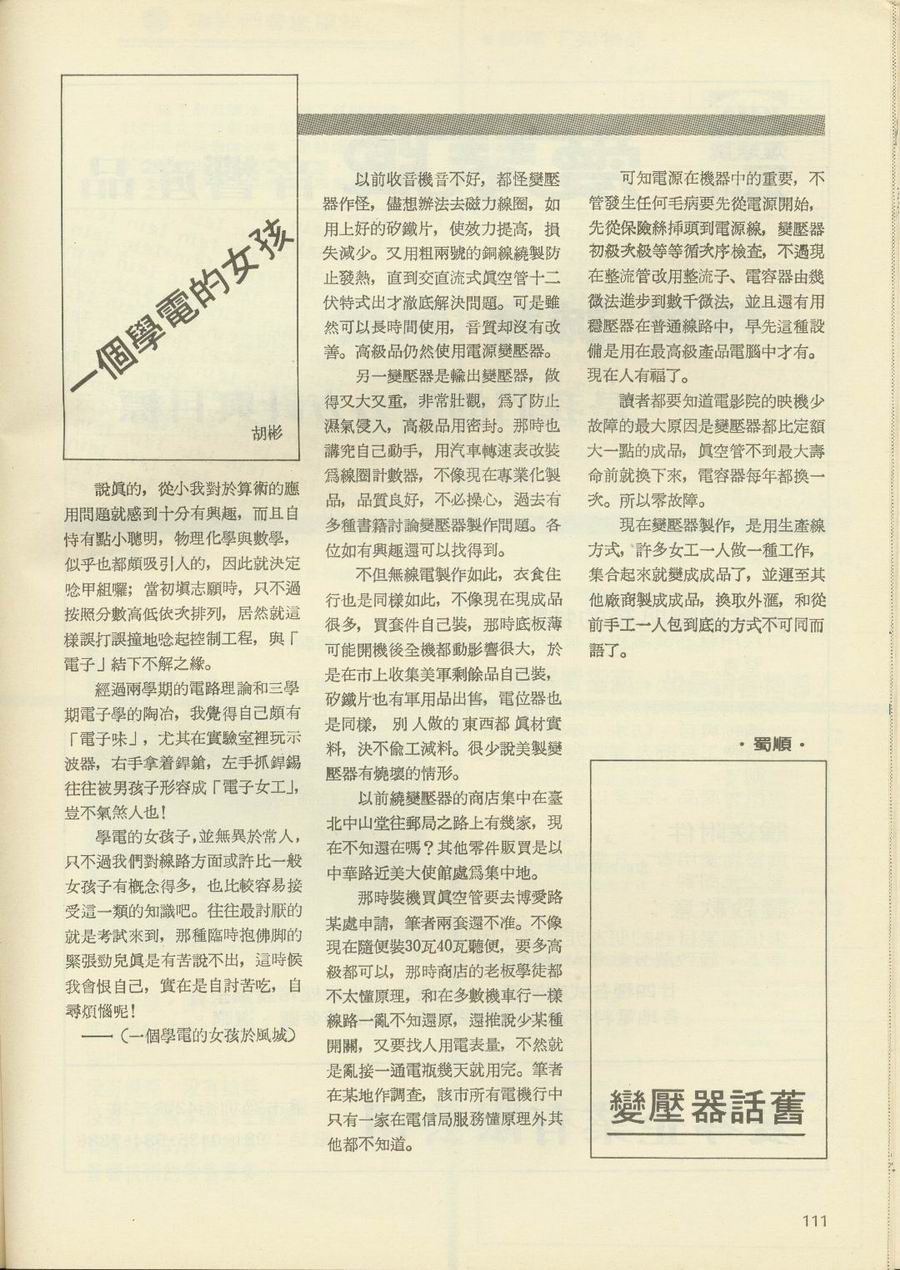 一個學電的女孩
胡彬
說眞的，從小我對於算術的應
用問題就感到十分有興趣，而且自
恃有點小聰明，物理化學與數學，
似乎也都頗吸引人的，因此就決定
唸甲組囉；當初塡志願時，只不過
按照分數高低依次排列，居然就這
樣誤打誤撞地唸起控制工程，與「
電子」結下不解之緣。
經過兩學期的電路理論和三學
期電子學的陶冶，我覺得自己頗有
「電子味」，尤其在實驗室裡玩示
波器，右手拿着銲鎗，左手抓銲錫
往往被男孩子形容成「電子女工」，
豈不氣煞人也！
學電的女孩子，並無異於常人，
只不過我們對線路方面或許比一般
女孩子有概念得多，也比較容易接
受這一類的知識吧。往往最討厭的
就是考試來到，那種臨時抱佛脚的
緊張勁兒眞是有苦說不出，這時候
我會恨自己，實在是自討苦吃，自
尋煩惱呢！
——（一個學電的女孩於風城）
以前收音機音不好，都怪變壓
器作怪，儘想辦法去磁力線圈，如
用上好的矽鐵片，使效力提高，損
失減少。又用粗兩號的銅線繞製防
止發熱，直到交直流式眞空管十二
伏特式出才澈底解決問題。可是雖
然可以長時間使用，音質却沒有改
善。高級品仍然使用電源變壓器。
另一變壓器是輸出變壓器，做
得又大又重，非常壯觀，爲了防止
濕氣侵入，高級品用密封。那時也
講究自己動手，用汽車轉速表改裝
爲線圈計數器，不像現在專業化製
品，品質良好，不必操心，過去有
多種書籍討論變壓器製作問題。各
位如有興趣還可以找得到。
不但無線電製作如此，衣食住
行也是同樣如此，不像現在現成品
很多，買套件自己裝，那時底板薄
可能開機後全機都動影響很大，於
是在市上收集美軍剩餘品自己裝，
矽鐵片也有軍用品出售，電位器也
是同樣，別人做的東西都眞材實
料，決不偸工減料。很少說美製變
壓器有燒壞的情形。
以前繞變壓器的商店集中在臺
北中山堂往郵局之路上有幾家，現
在不知還在嗎？其他零件販買是以
中華路近美大使館處爲集中地。
那時裝機買眞空管要去博愛路
某處申請，筆者兩套還不准。不像
現在隨便裝30瓦40瓦聽便，要多高
級都可以，那時商店的老板學徒都
不太懂原理，和在多數機車行一樣
線路一亂不知還原，還推說少某種
開關，又要找人用電表量，不然就
是亂接一通電瓶幾天就用完。筆者
在某地作調查，該市所有電機行中
只有一家在電信局服務懂原理外其
他都不知道。
可知電源在機器中的重要，不
管發生任何毛病要先從電源開始，
先從保險絲揷頭到電源線，變壓器
初級次級等等循次序檢查，不過現
在整流管改用整流子、電容器由幾
微法進步到數千微法，並且還有用
穩壓器在普通線路中，早先這種設
備是用在最高級產品電腦中才有。
現在人有福了。
讀者都要知道電影院的映機少
故障的最大原因是變壓器都比定額
大一點的成品，眞空管不到最大壽
命前就換下來，電容器每年都換一
次。所以零故障。
現在變壓器製作，是用生產線
方式，許多女工一人做一種工作，
集合起來就變成成品了，並運至其
他廠商製成成品，換取外滙，和從
前手工一人包到底的方式不可同而
語了。
·蜀順·
變壓器話舊
111